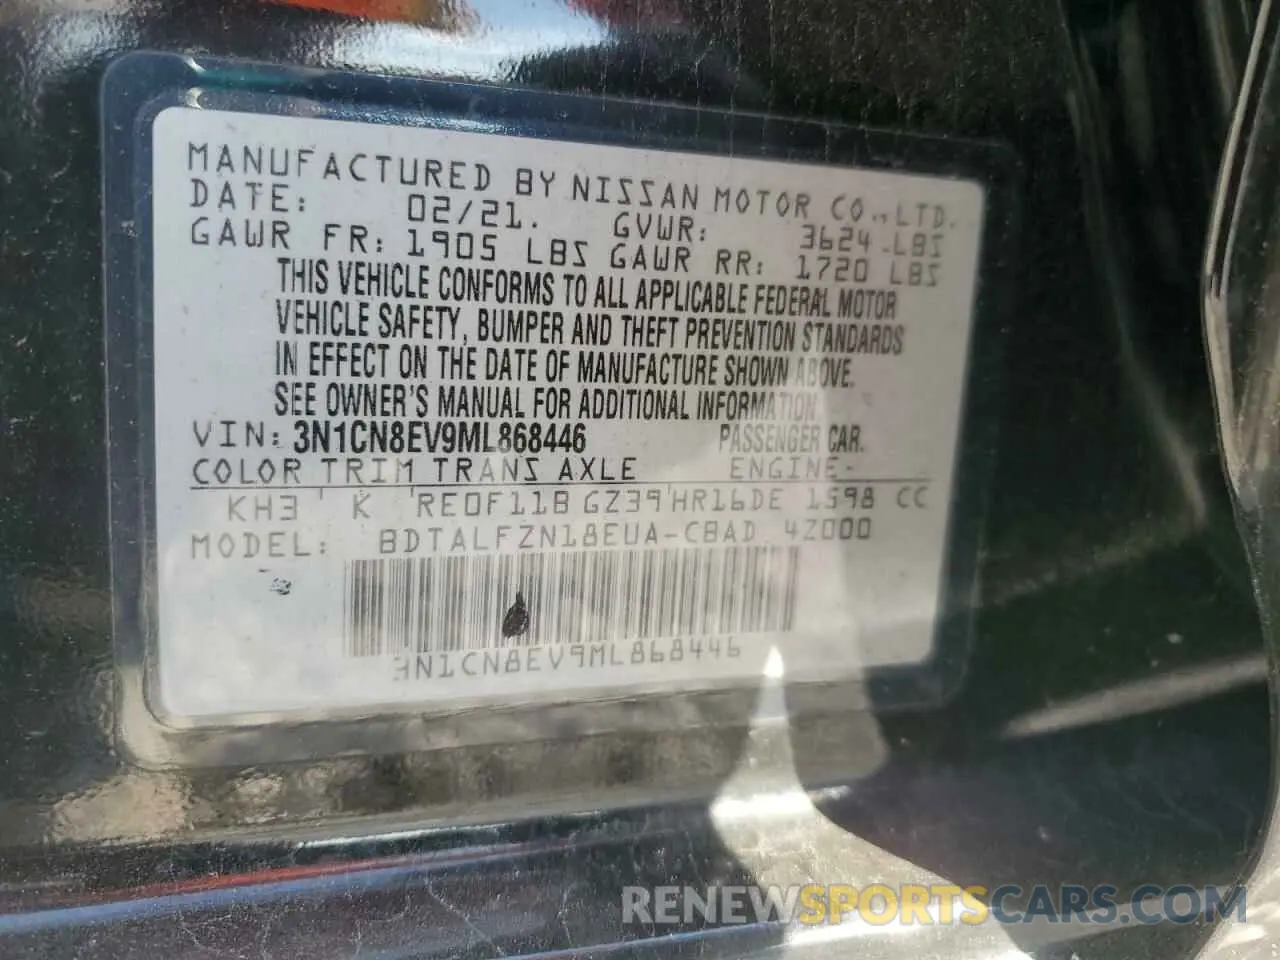 MANUFACTURED BY NISSAN MOTOR CO., LTD.
DATE: 02/21. GVWR: 3624 LBS
GAWR FR: 1905 LBS GAWR RR: 1720 LBS
THIS VEHICLE CONFORMS TO ALL APPLICABLE FEDERAL MOTOR
VEHICLE SAFETY, BUMPER AND THEFT PREVENTION STANDARDS
IN EFFECT ON THE DATE OF MANUFACTURE SHOWN ABOVE.
SEE OWNER'S MANUAL FOR ADDITIONAL INFORMATION
VIN: 3N1CN8EV9ML868446 PASSENGER CAR.
COLOR TRIM TRANS AXLE ENGINE
KH3 K RE0F11B GZ39 HR16DE 1598 CC
MODEL: BDTALFZN18EUA-CBAD 4Z000
3N1CN8EV9ML868446
RENEWSPORTSCARS.COM